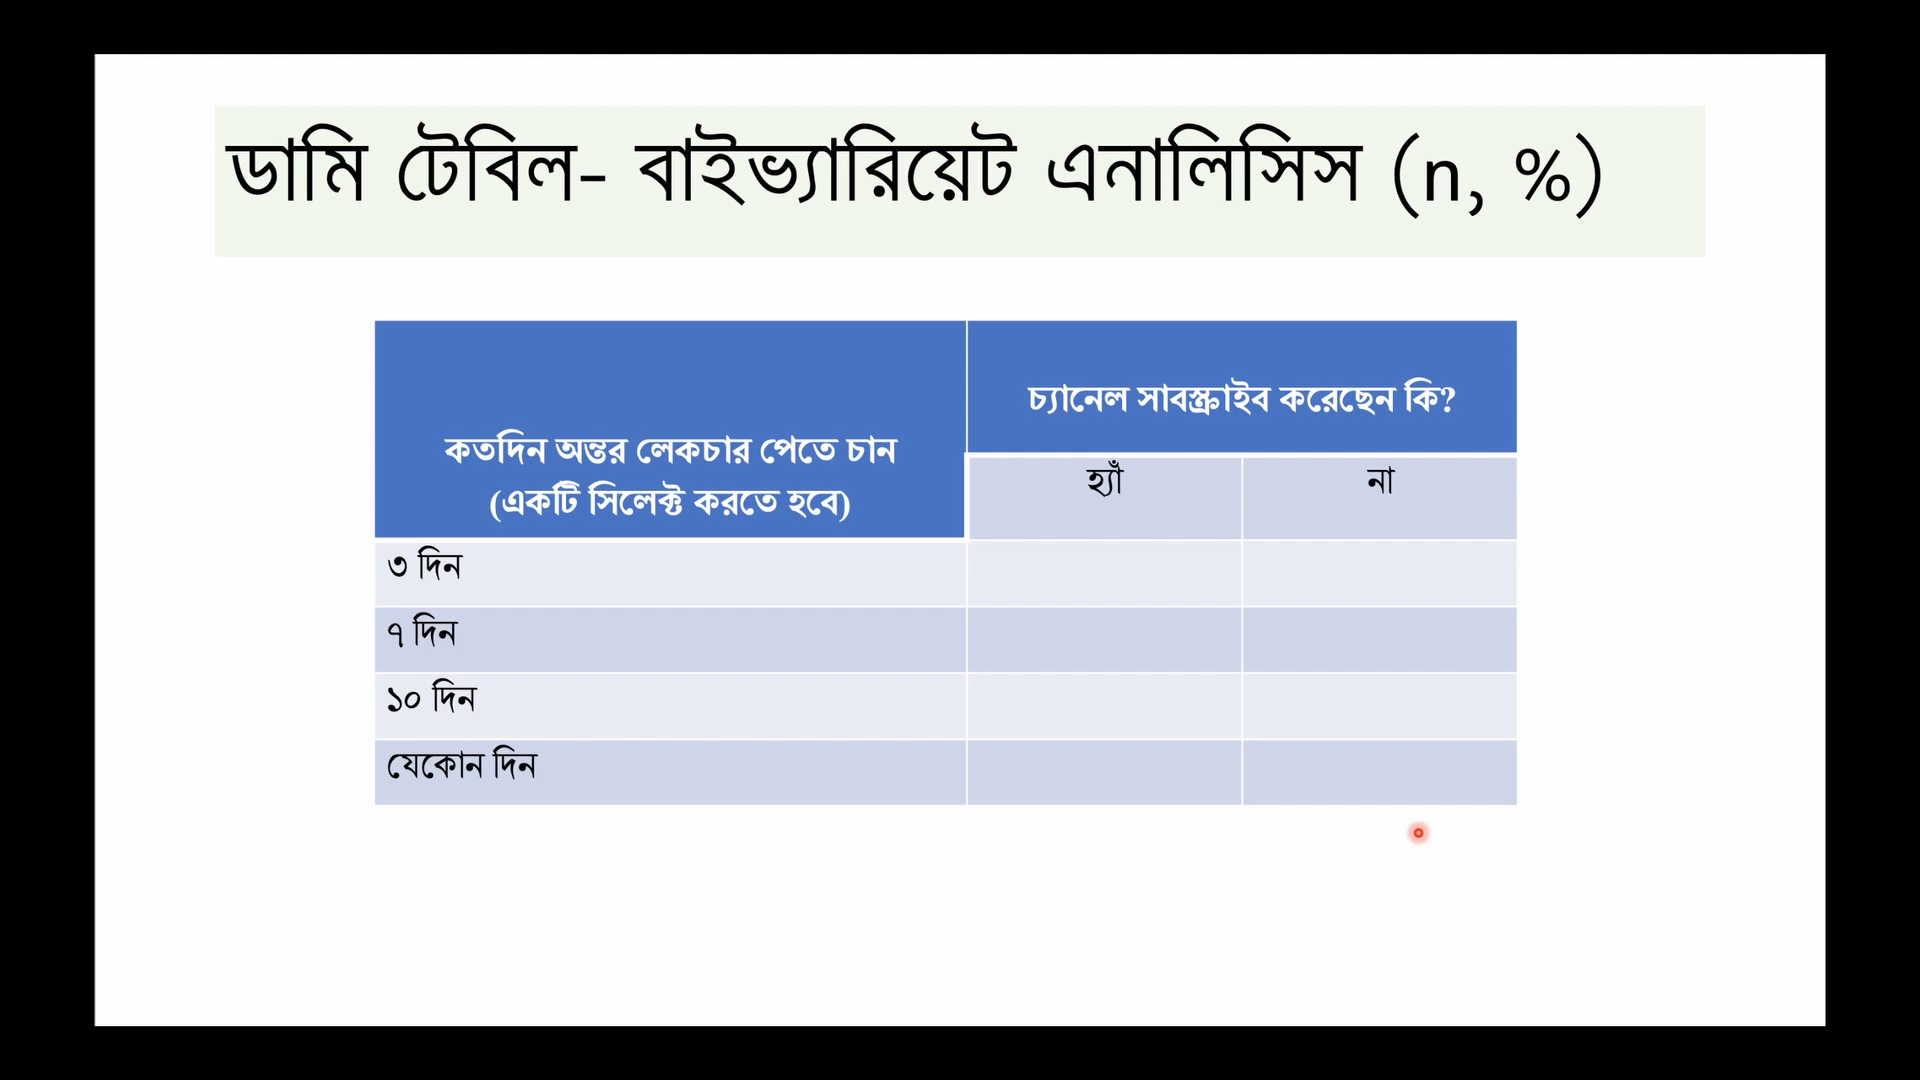 ডামি টেবিল- বাইভ্যারিয়েট এনালিসিস (n, %)
কতদিন অন্তর লেকচার পেতে চান
(একটি সিলেক্ট করতে হবে)
চ্যানেল সাবস্ক্রাইব করেছেন কি?
হ্যাঁ
না
৩ দিন
৭ দিন
১০ দিন
যেকোন দিন